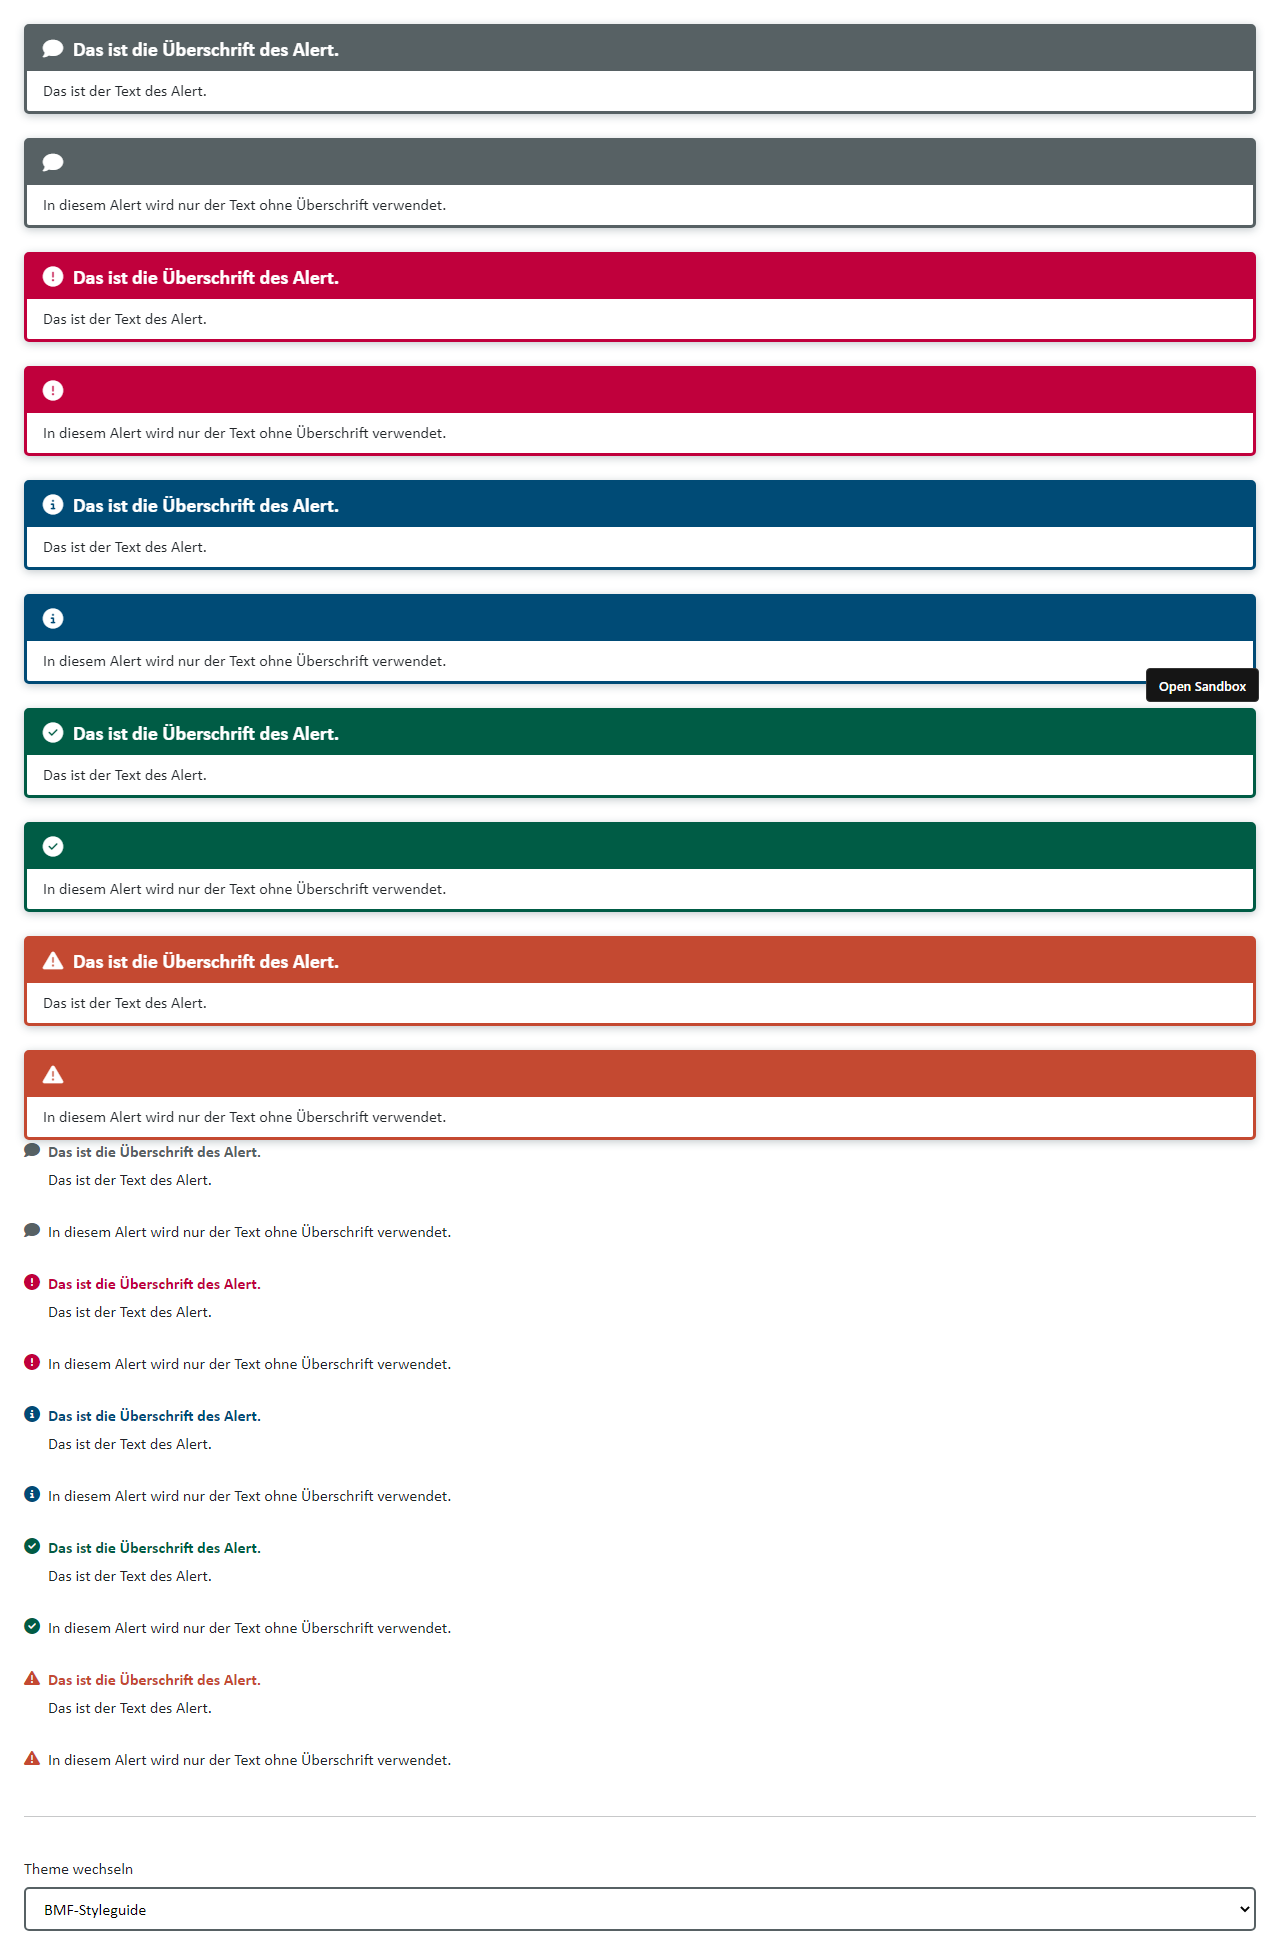 Das ist die Überschrift des Alert.
Das ist der Text des Alert.
In diesem Alert wird nur der Text ohne Überschrift verwendet.
Das ist die Überschrift des Alert.
Das ist der Text des Alert.
In diesem Alert wird nur der Text ohne Überschrift verwendet.
Das ist die Überschrift des Alert.
Das ist der Text des Alert.
In diesem Alert wird nur der Text ohne Überschrift verwendet.
Open Sandbox
Das ist die Überschrift des Alert.
Das ist der Text des Alert.
In diesem Alert wird nur der Text ohne Überschrift verwendet.
Das ist die Überschrift des Alert.
Das ist der Text des Alert.
In diesem Alert wird nur der Text ohne Überschrift verwendet.
Das ist die Überschrift des Alert.
Das ist der Text des Alert.
In diesem Alert wird nur der Text ohne Überschrift verwendet.
Das ist die Überschrift des Alert.
Das ist der Text des Alert.
In diesem Alert wird nur der Text ohne Überschrift verwendet.
Das ist die Überschrift des Alert.
Das ist der Text des Alert.
In diesem Alert wird nur der Text ohne Überschrift verwendet.
Das ist die Überschrift des Alert.
Das ist der Text des Alert.
In diesem Alert wird nur der Text ohne Überschrift verwendet.
Das ist die Überschrift des Alert.
Das ist der Text des Alert.
In diesem Alert wird nur der Text ohne Überschrift verwendet.
Theme wechseln
BMF-Styleguide